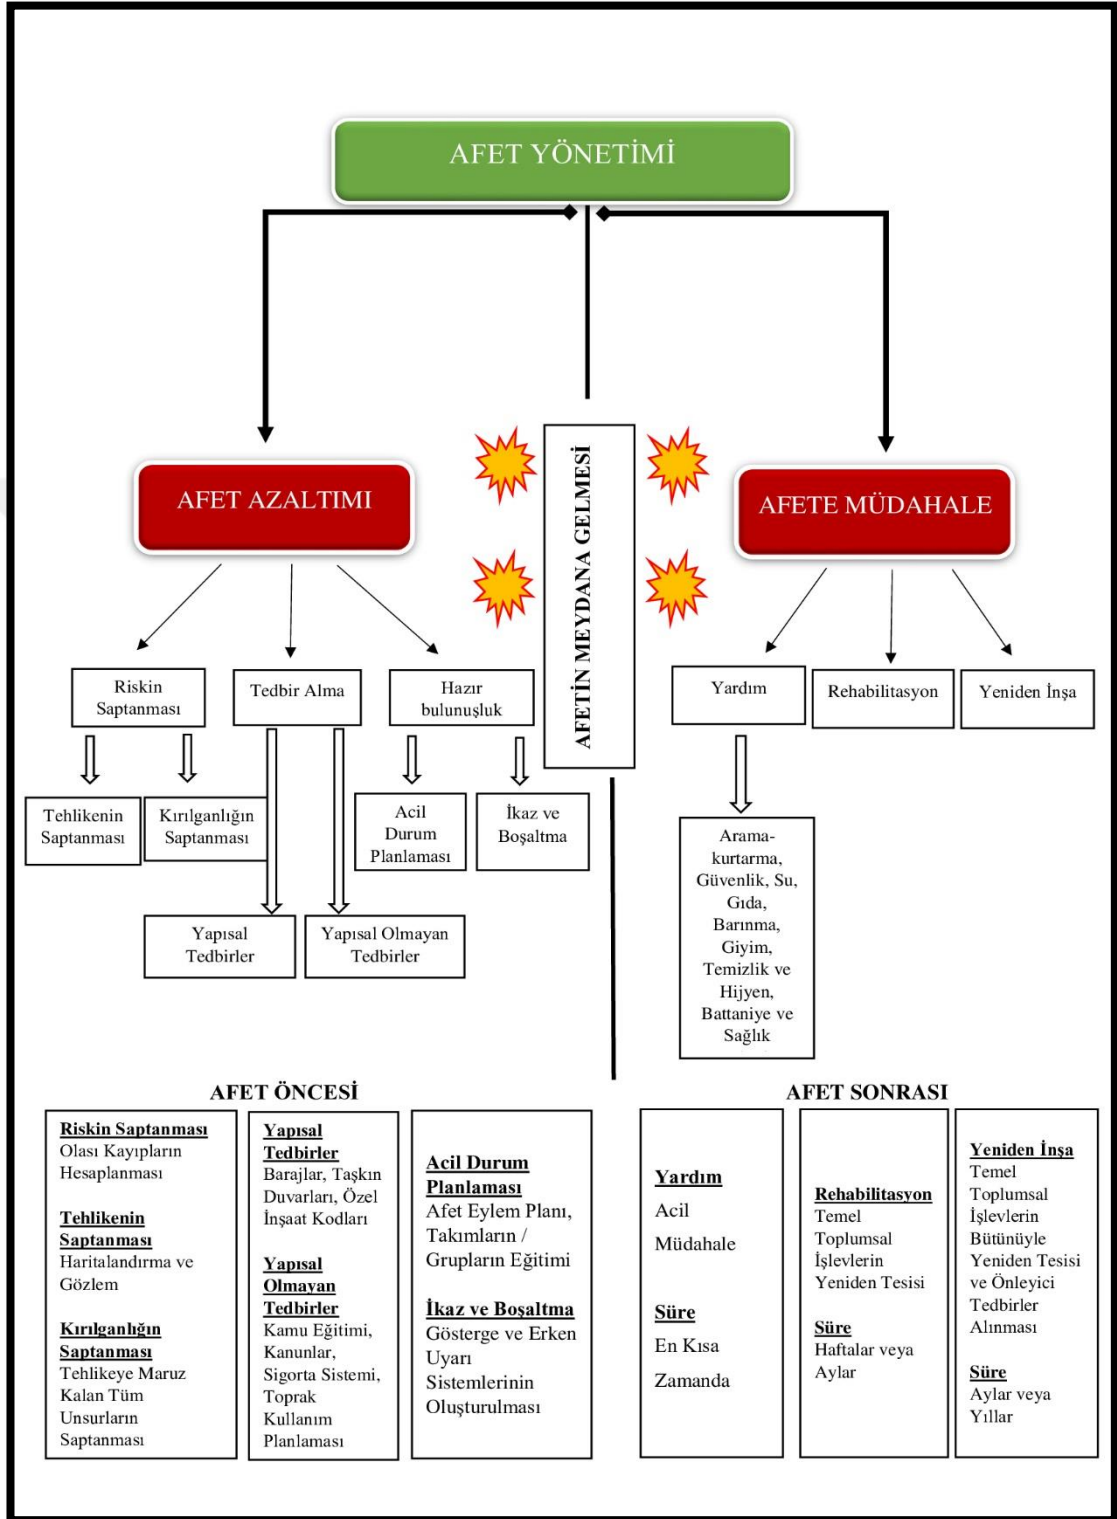 AFET YÖNETİMİ
AFETİN MEYDANA GELMESİ
AFET AZALTIMI
AFETE MÜDAHALE
Riskin
Saptanması
Tedbir Alma
Hazır
bulunuşluk
Yardım
Rehabilitasyon
Yeniden İnşa
Tehlikenin
Saptanması
Kırılganlığın
Saptanması
Acil
Durum
Planlaması
İkaz ve
Boşaltma
Yapısal
Tedbirler
Yapısal Olmayan
Tedbirler
Arama-
kurtarma,
Güvenlik, Su,
Gıda,
Barınma,
Giyim,
Temizlik ve
Hijyen,
Battaniye ve
Sağlık
AFET ÖNCESİ
Riskin Saptanması
Olası Kayıpların
Hesaplanması
Tehlikenin
Saptanması
Haritalandırma ve
Gözlem
Kırılganlığın
Saptanması
Tehlikeye Maruz
Kalan Tüm
Unsurların
Saptanması
Yapısal
Tedbirler
Barajlar, Taşkın
Duvarları, Özel
İnşaat Kodları
Yapısal
Olmayan
Tedbirler
Kamu Eğitimi,
Kanunlar,
Sigorta Sistemi,
Toprak
Kullanım
Planlaması
Acil Durum
Planlaması
Afet Eylem Planı,
Takımların /
Grupların Eğitimi
İkaz ve Boşaltma
Gösterge ve Erken
Uyarı
Sistemlerinin
Oluşturulması
AFET SONRASI
Yardım
Acil
Müdahale
Süre
En Kısa
Zamanda
Rehabilitasyon
Temel
Toplumsal
İşlevlerin
Yeniden Tesisi
Süre
Haftalar veya
Aylar
Yeniden İnşa
Temel
Toplumsal
İşlevlerin
Bütünüyle
Yeniden Tesisi
ve Önleyici
Tedbirler
Alınması
Süre
Aylar veya
Yıllar